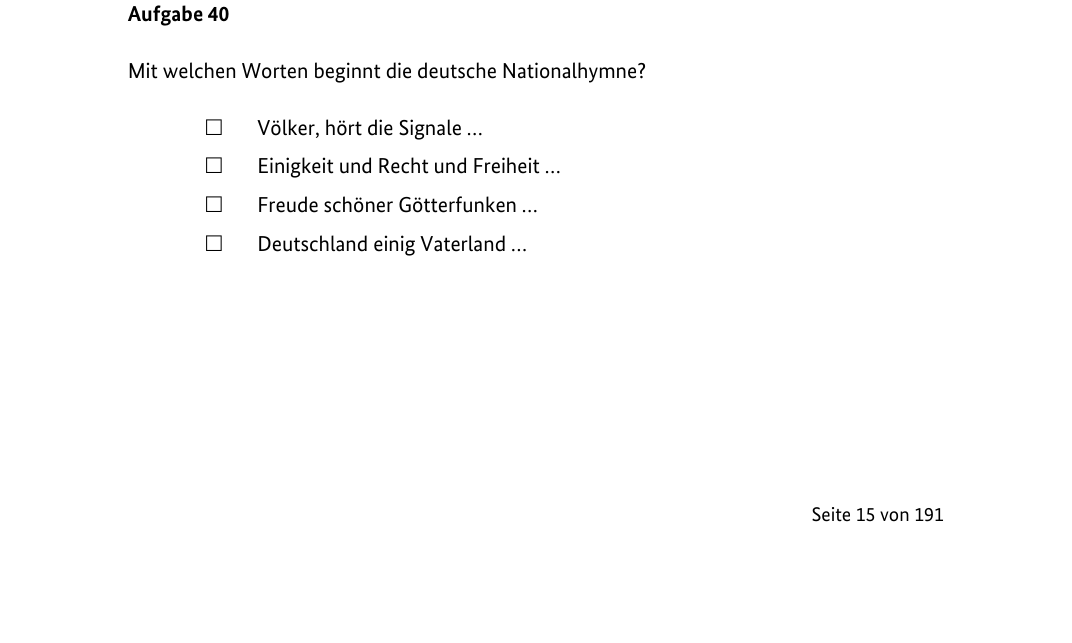 Aufgabe 40
Mit welchen Worten beginnt die deutsche Nationalhymne?
☐ Völker, hört die Signale …
☐ Einigkeit und Recht und Freiheit …
☐ Freude schöner Götterfunken …
☐ Deutschland einig Vaterland …
Seite 15 von 191